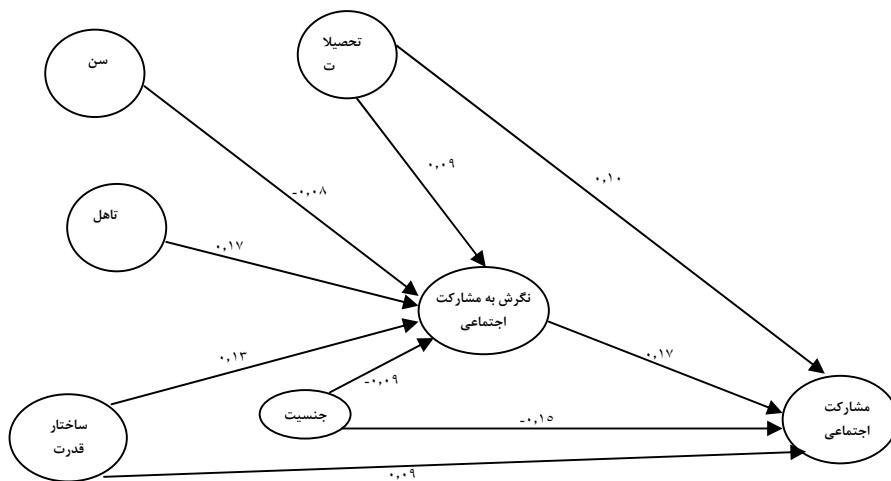 سن
تحصیلا
ت
-۰,۰۸
۰,۰۹
۰,۱۰
تاهل
۰,۱۷
نگرش به مشارکت
اجتماعی
۰,۱۳
-۰,۰۹
۰,۱۷
جنسیت
-۰,۱۵
مشارکت
اجتماعی
ساختار
قدرت
۰,۰۹